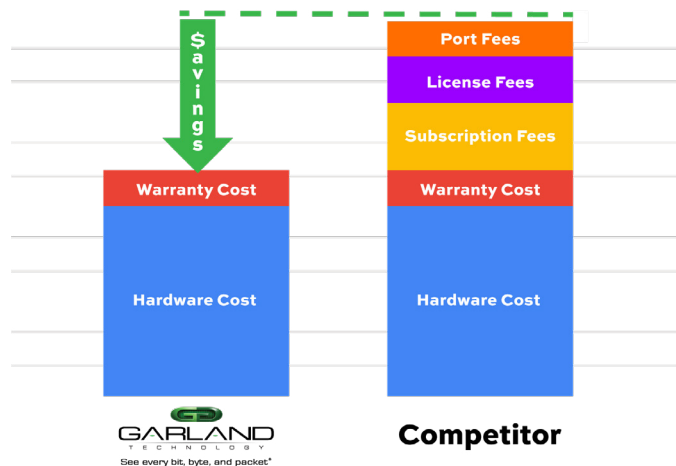 $avings
Port Fees
License Fees
Subscription Fees
Warranty Cost
Warranty Cost
Hardware Cost
Hardware Cost
GARLAND
TECHNOLOGY
See every bit, byte, and packet®
Competitor